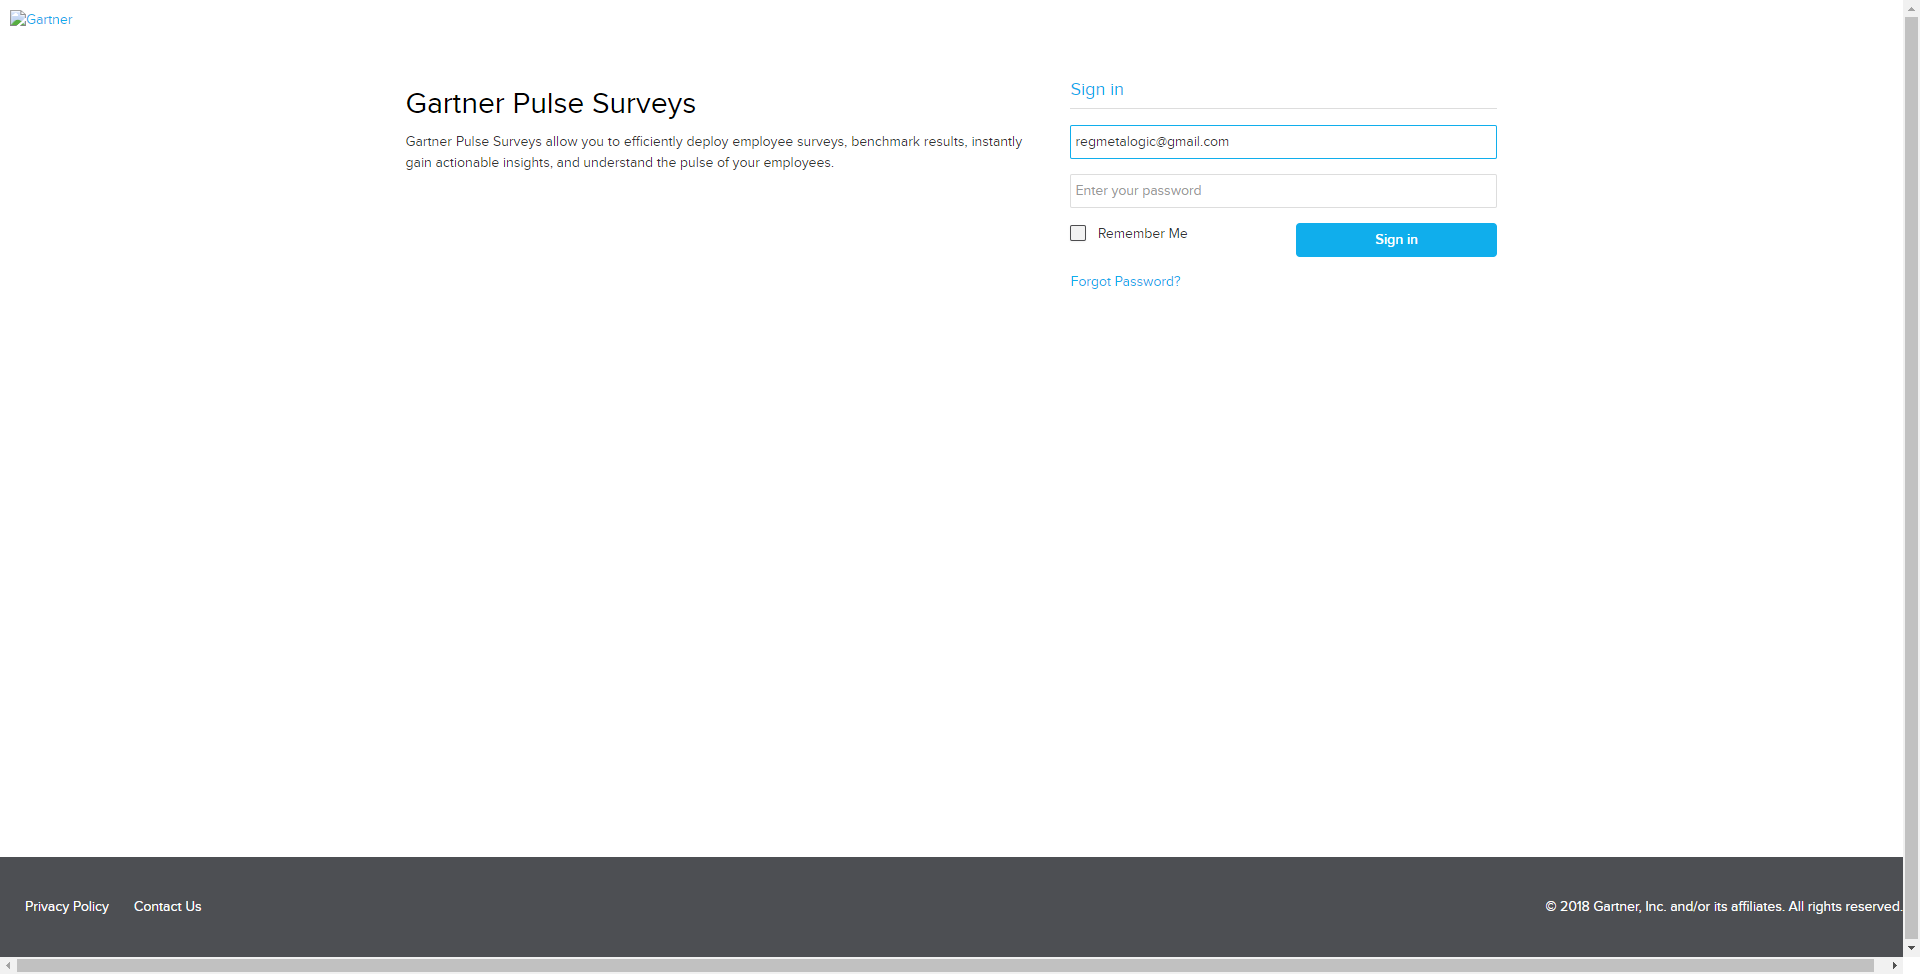 Gartner
Gartner Pulse Surveys
Gartner Pulse Surveys allow you to efficiently deploy employee surveys, benchmark results, instantly
gain actionable insights, and understand the pulse of your employees.
Sign in
regmetalogic@gmail.com
Enter your password
Remember Me
Sign in
Forgot Password?
Privacy Policy
Contact Us
© 2018 Gartner, Inc. and/or its affiliates. All rights reserved.